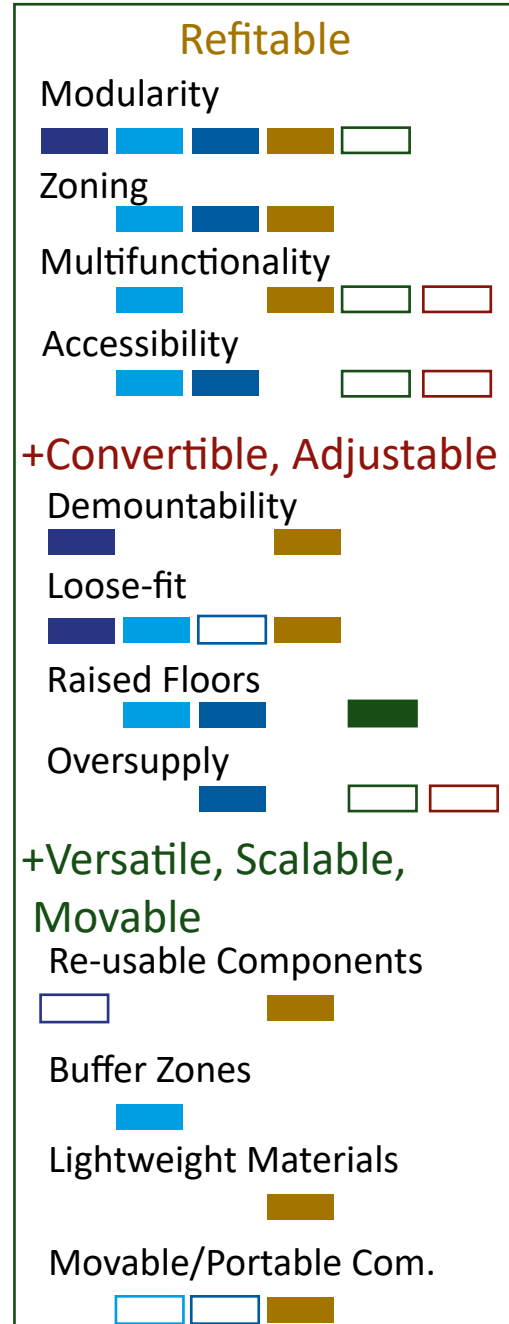 Refitable
Modularity
Zoning
Multifunctionality
Accessibility
+Convertible, Adjustable
Demountability
Loose-fit
Raised Floors
Oversupply
+Versatile, Scalable,
Movable
Re-usable Components
Buffer Zones
Lightweight Materials
Movable/Portable Com.